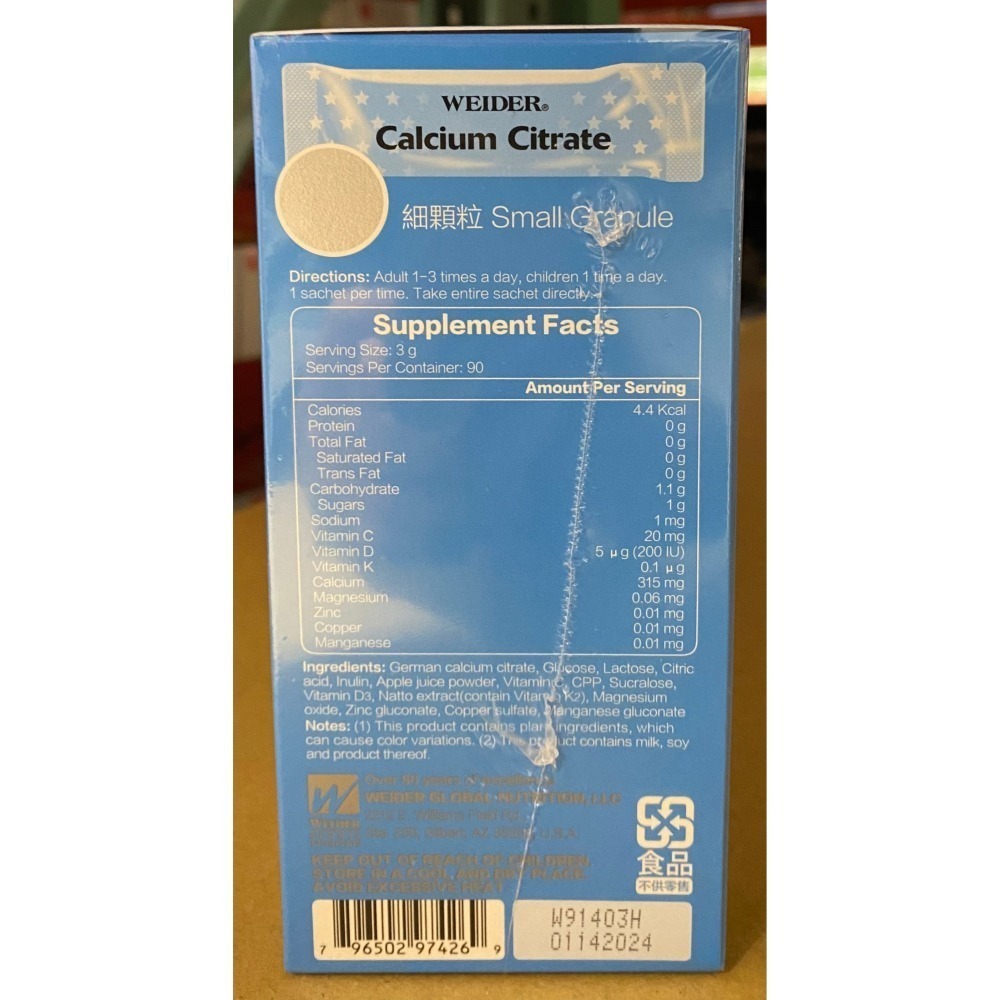 WEIDER®
Calcium Citrate
細顆粒 Small Granule
Directions: Adult 1-3 times a day, children 1 time a day.
1 sachet per time. Take entire sachet directly.
Supplement Facts
Serving Size: 3 g
Servings Per Container: 90
Amount Per Serving
Calories 4.4 Kcal
Protein 0 g
Total Fat 0 g
Saturated Fat 0 g
Trans Fat 0 g
Carbohydrate 1.1 g
Sugars 1 g
Sodium 1 mg
Vitamin C 20 mg
Vitamin D 5 μg (200 IU)
Vitamin K 0.1 μg
Calcium 315 mg
Magnesium 0.06 mg
Zinc 0.01 mg
Copper 0.01 mg
Manganese 0.01 mg
Ingredients: German calcium citrate, Glucose, Lactose, Citric
acid, Inulin, Apple juice powder, Vitamin C, CPP, Sucralose,
Vitamin D3, Natto extract(contain Vitamin K2), Magnesium
oxide, Zinc gluconate, Copper sulfate, Manganese gluconate
Notes: (1) This product contains plant ingredients, which
can cause color variations. (2) This product contains milk, soy
and product thereof.
W
WEIDER
Over 80 years of
WEIDER GLOBAL NUTRITION, LLC
Williams Field Rd
U.S.A.
KEEP OUT OF REACH OF CHILDREN
STORE IN A COOL AND DRY PLACE
AVOID EXCESSIVE HEAT
食品
不供零售
7 96502 97426 9
W91403H
01142024